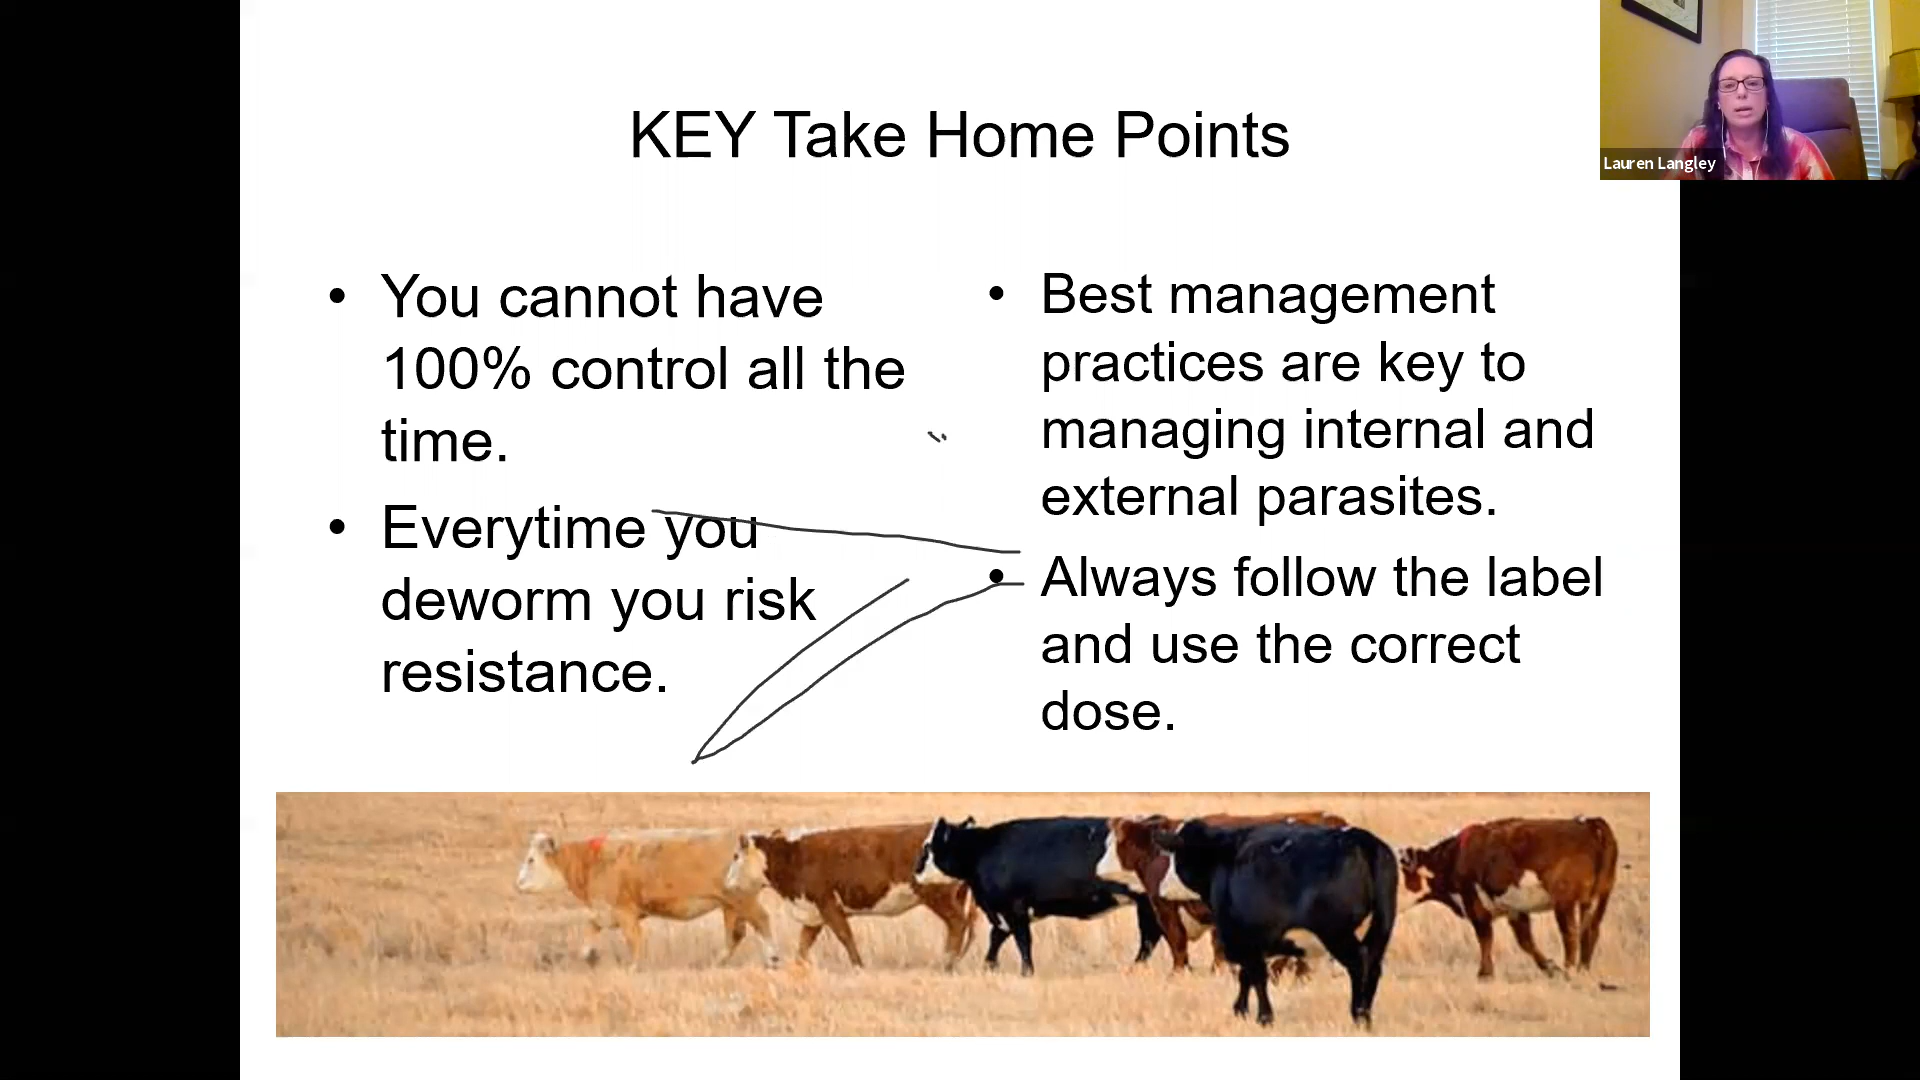 KEY Take Home Points
• You cannot have
100% control all the
time.
• Everytime you
deworm you risk
resistance.
• Best management
practices are key to
managing internal and
external parasites.
• Always follow the label
and use the correct
dose.
Lauren Langley